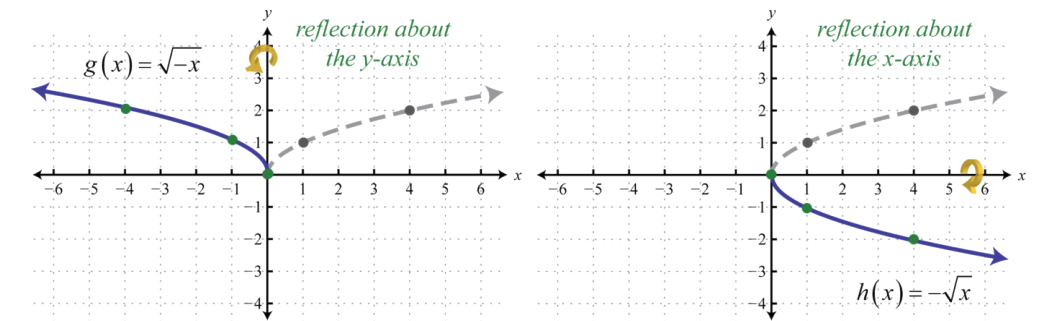 y
reflection about
the y-axis
g(x) = √−x
4
3
2
1
−6 −5 −4 −3 −2 −1 1 2 3 4 5 6 x
−1
−2
−3
−4
y
reflection about
the x-axis
4
3
2
1
−6 −5 −4 −3 −2 −1 1 2 3 4 5 6 x
−1
−2
−3
−4
h(x) = −√x